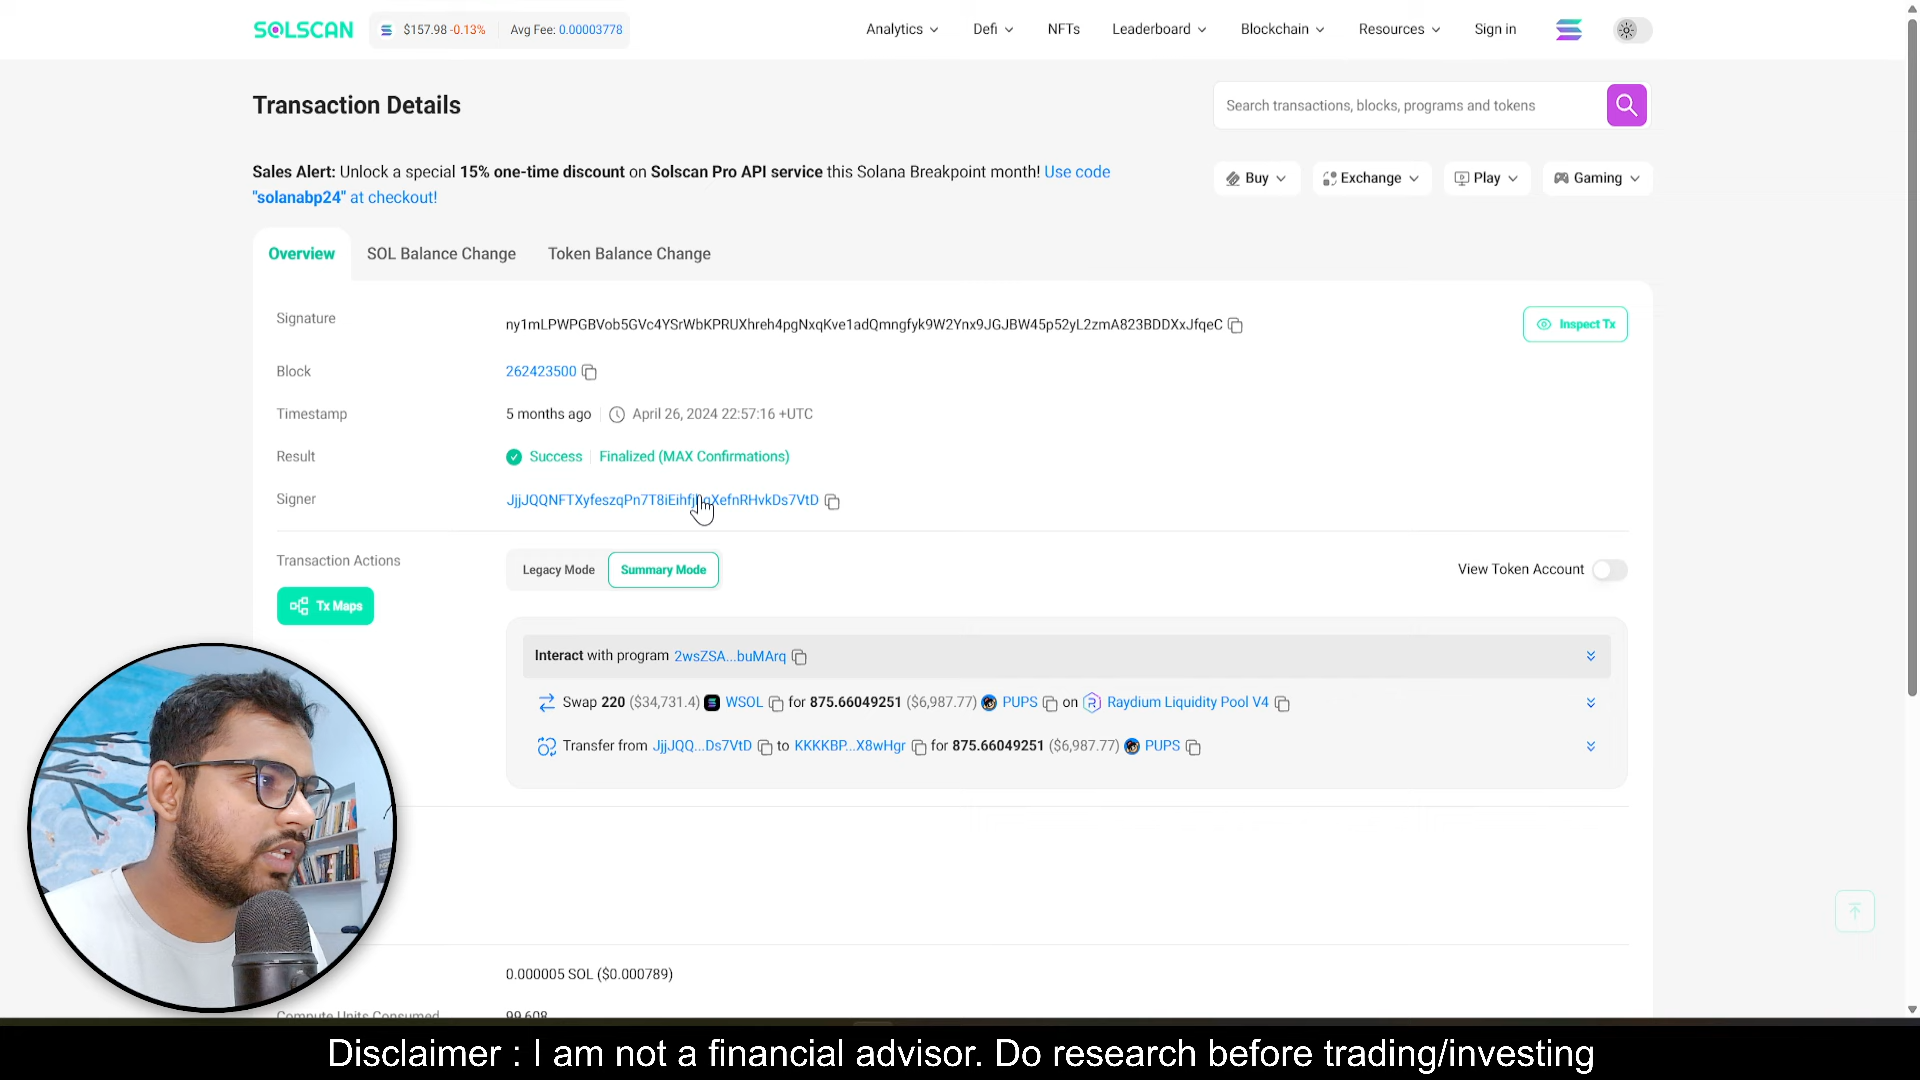 SOLSCAN
$157.98 -0.13% Avg Fee: 0.00003778
Analytics Defi NFTs Leaderboard Blockchain Resources Sign in
Transaction Details
Search transactions, blocks, programs and tokens
Sales Alert: Unlock a special 15% one-time discount on Solscan Pro API service this Solana Breakpoint month! Use code
"solanabp24" at checkout!
Buy Exchange Play Gaming
Overview SOL Balance Change Token Balance Change
Signature ny1mLPWPGBVob5GVc4YSrWbKPRUXhreh4pgNxqKve1adQmngfyk9W2Ynx9JGJBW45p52yL2zmA823BDDXxJfqeC Inspect Tx
Block 262423500
Timestamp 5 months ago April 26, 2024 22:57:16 +UTC
Result Success Finalized (MAX Confirmations)
Signer
Transaction Actions Legacy Mode Summary Mode View Token Account
Tx Maps
Interact with program 2wsZSA...buMArq
Swap 220 ($34,731.4) WSOL for 875.66049251 ($6,987.77) PUPS on Raydium Liquidity Pool V4
Transfer from JjjJQQ...Ds7VtD to KKKKBP...X8wHgr for 875.66049251 ($6,987.77) PUPS
0.000005 SOL ($0.000789)
Compute Units Consumed 99,608
Disclaimer : I am not a financial advisor. Do research before trading/investing